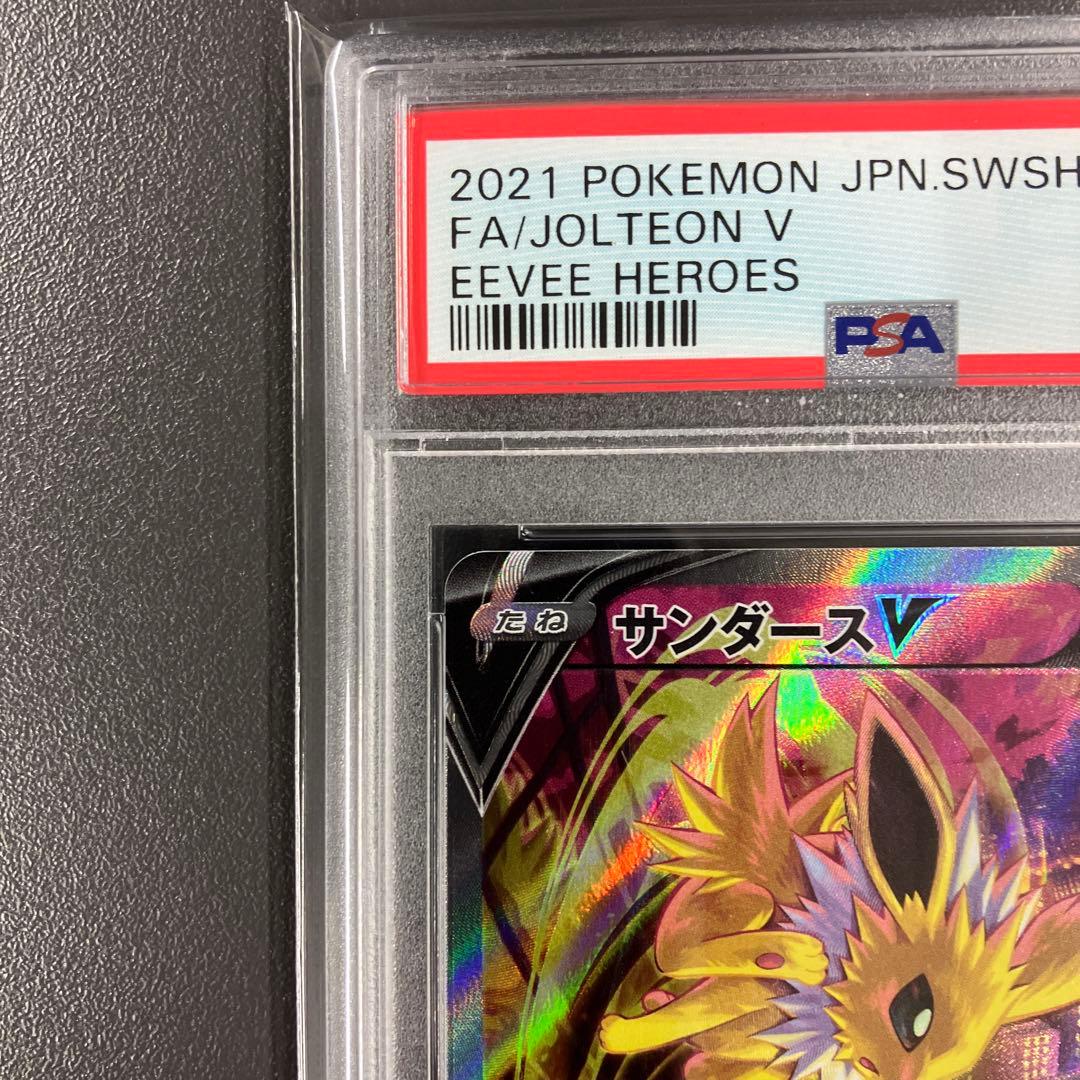 2021 POKEMON JPN.SWSH
FA/JOLTEON V
EEVEE HEROES
PSA
たね サンダースV